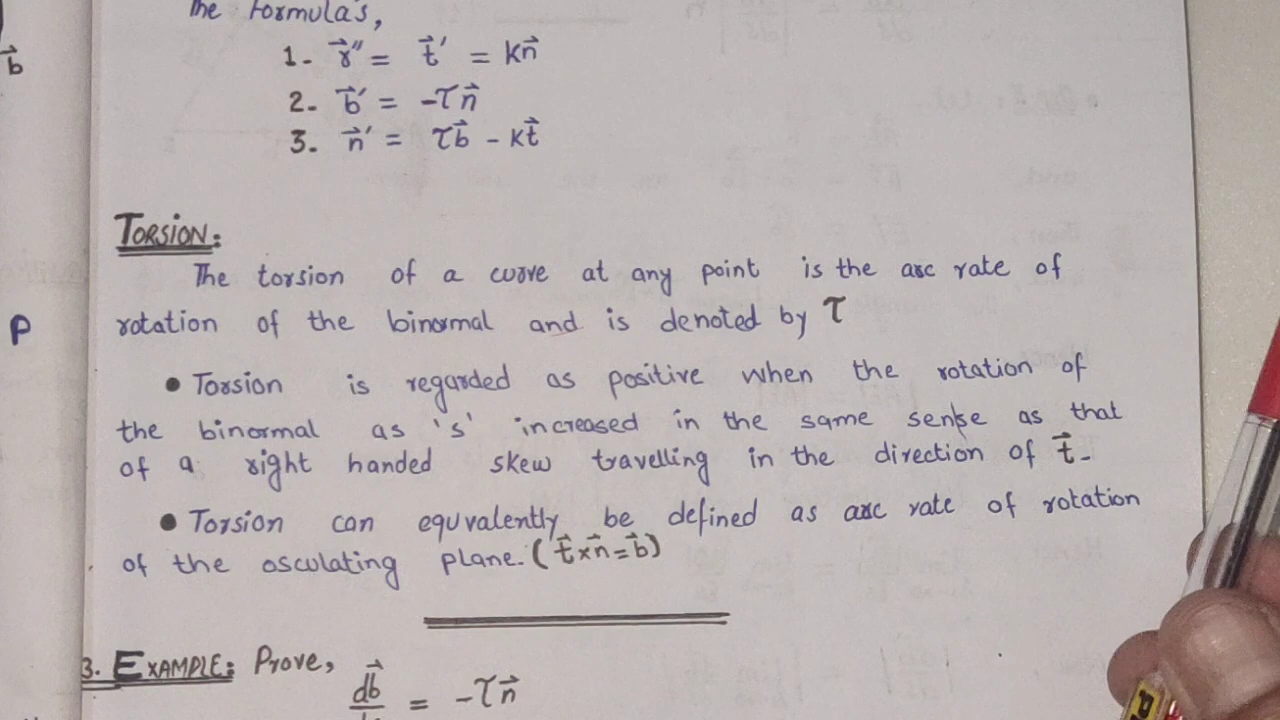 The Formulas,
b⃗
1. r⃗″ = t⃗′ = kn⃗
2. b⃗′ = -τn⃗
3. n⃗′ = τb⃗ - kt⃗
TORSION:
The torsion of a curve at any point is the arc rate of
P
rotation of the binormal and is denoted by τ
• Torsion is regarded as positive when the rotation of
the binormal as 's' increased in the same sense as that
of a right handed skew travelling in the direction of t⃗.
• Torsion can equvalently be defined as arc rate of rotation
of the osculating plane. (t⃗×n⃗=b⃗)
3. EXAMPLE: Prove,
db⃗ = -τn⃗